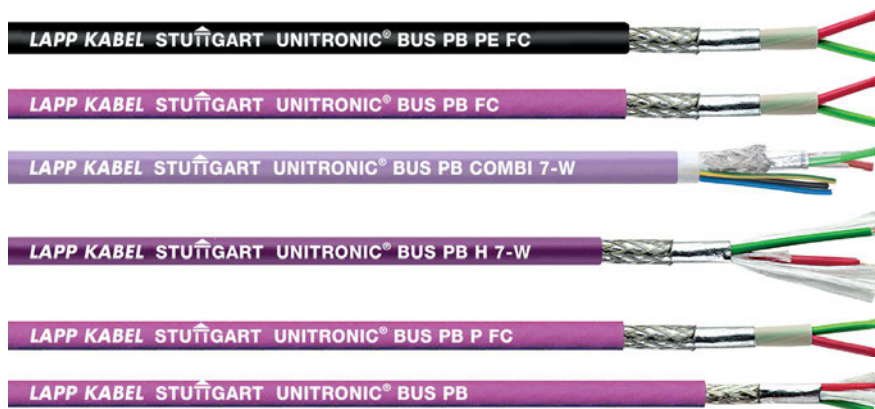 LAPP KABEL STUTTGART UNITRONIC® BUS PB PE FC
LAPP KABEL STUTTGART UNITRONIC® BUS PB FC
LAPP KABEL STUTTGART UNITRONIC® BUS PB COMBI 7-W
LAPP KABEL STUTTGART UNITRONIC® BUS PB H 7-W
LAPP KABEL STUTTGART UNITRONIC® BUS PB P FC
LAPP KABEL STUTTGART UNITRONIC® BUS PB